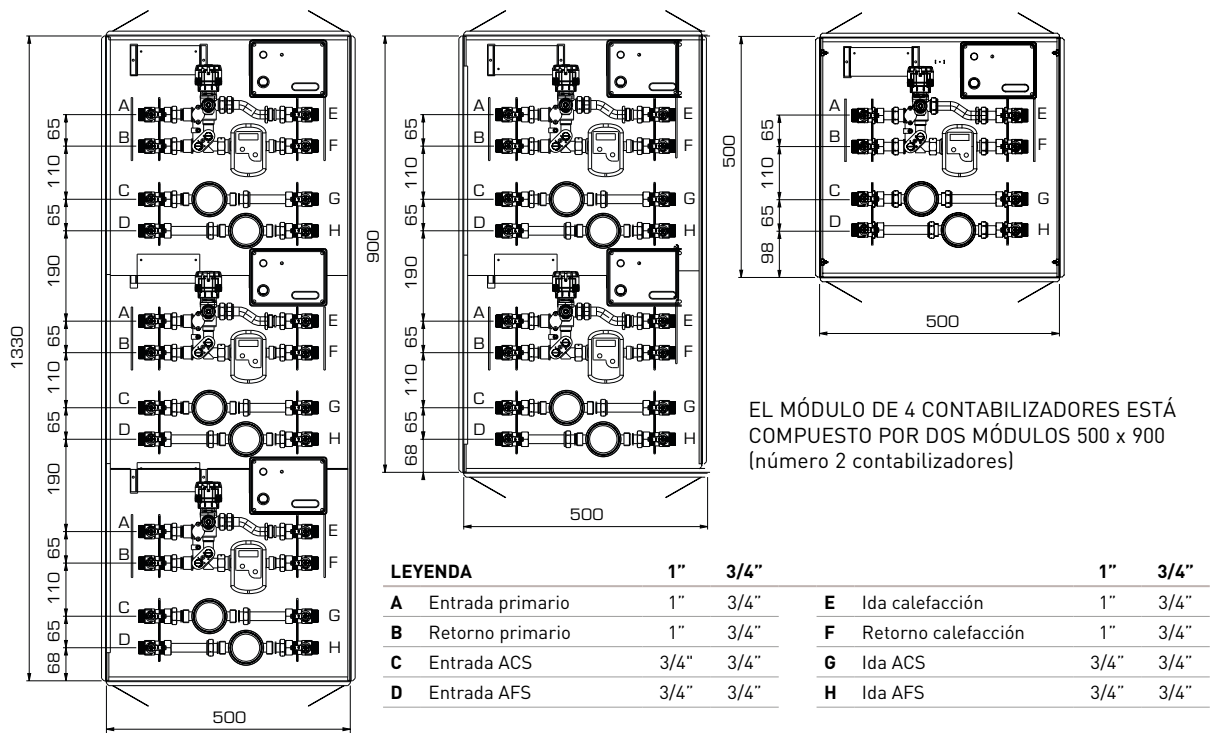 1330
A
65
B
110
C
65
D
190
A
65
B
110
C
65
D
190
A
65
B
110
C
65
D
68
E
F
G
H
E
F
G
H
E
F
G
H
500
900
A
65
B
110
C
65
D
190
A
65
B
110
C
65
D
68
E
F
G
H
E
F
G
H
500
500
A
65
B
110
C
65
D
98
E
F
G
H
500
EL MÓDULO DE 4 CONTABILIZADORES ESTÁ
COMPUESTO POR DOS MÓDULOS 500 x 900
(número 2 contabilizadores)
LEYENDA 1” 3/4” 1” 3/4”
A Entrada primario 1” 3/4” E Ida calefacción 1” 3/4”
B Retorno primario 1” 3/4” F Retorno calefacción 1” 3/4”
C Entrada ACS 3/4" 3/4” G Ida ACS 3/4” 3/4”
D Entrada AFS 3/4” 3/4” H Ida AFS 3/4” 3/4”